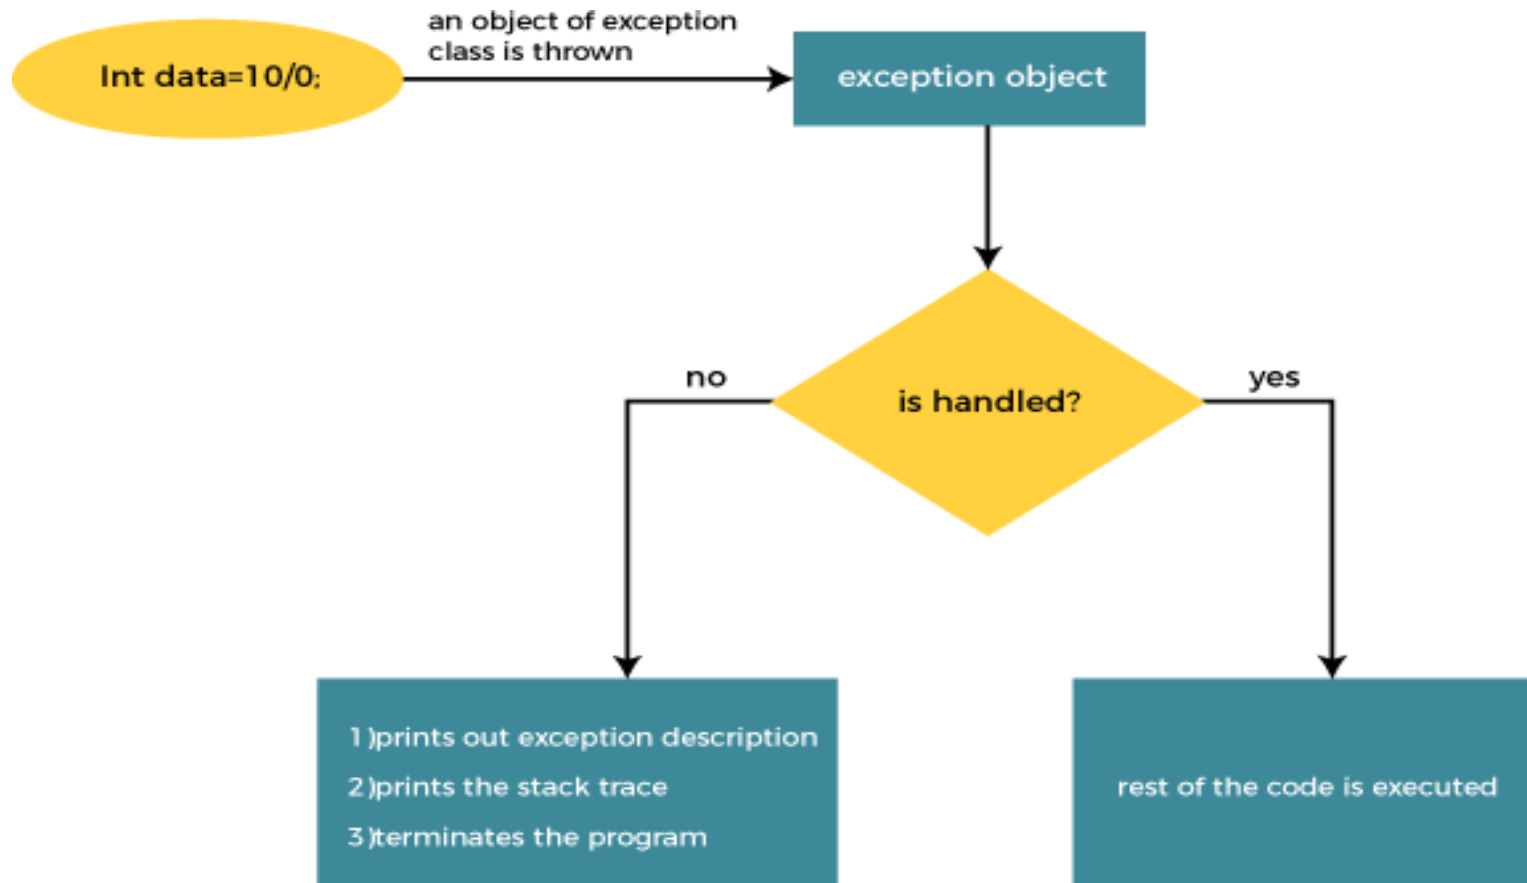 an object of exception
class is thrown
Int data=10/0;
exception object
no
yes
is handled?
1)prints out exception description
2)prints the stack trace
3)terminates the program
rest of the code is executed